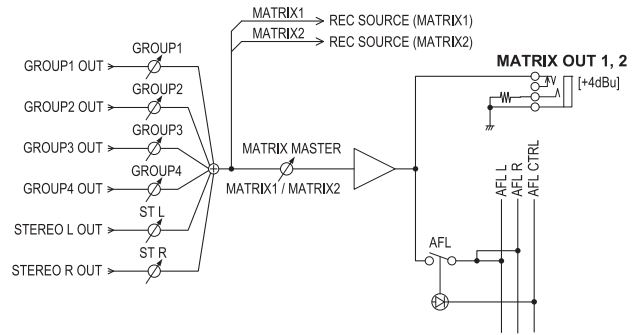 MATRIX1
REC SOURCE (MATRIX1)
MATRIX2
REC SOURCE (MATRIX2)
GROUP1
GROUP1 OUT
GROUP2
GROUP2 OUT
GROUP3
GROUP3 OUT
GROUP4
GROUP4 OUT
ST L
STEREO L OUT
ST R
STEREO R OUT
MATRIX MASTER
MATRIX1 / MATRIX2
MATRIX OUT 1, 2
[+4dBu]
AFL L
AFL R
AFL CTRL
AFL